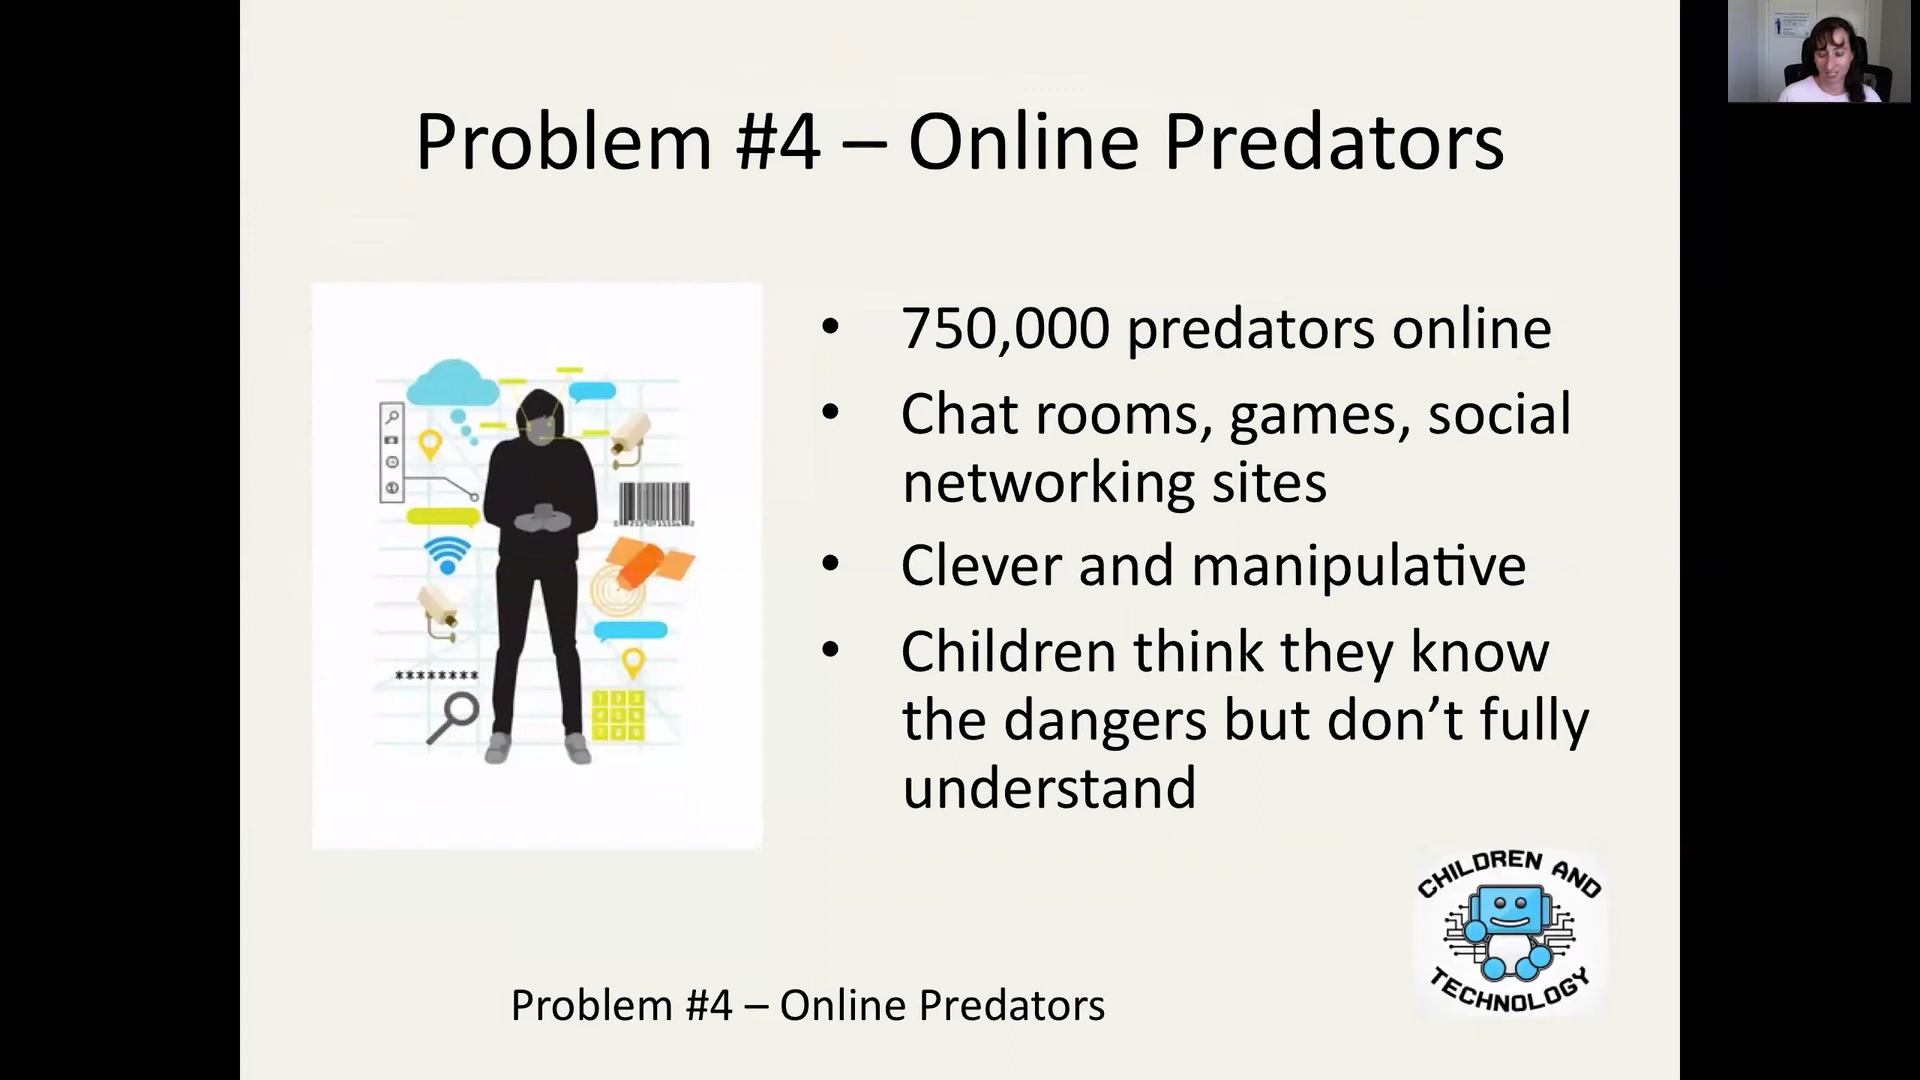 Problem #4 – Online Predators
• 750,000 predators online
• Chat rooms, games, social
networking sites
• Clever and manipulative
• Children think they know
the dangers but don’t fully
understand
********
CHILDREN AND
TECHNOLOGY
Problem #4 – Online Predators